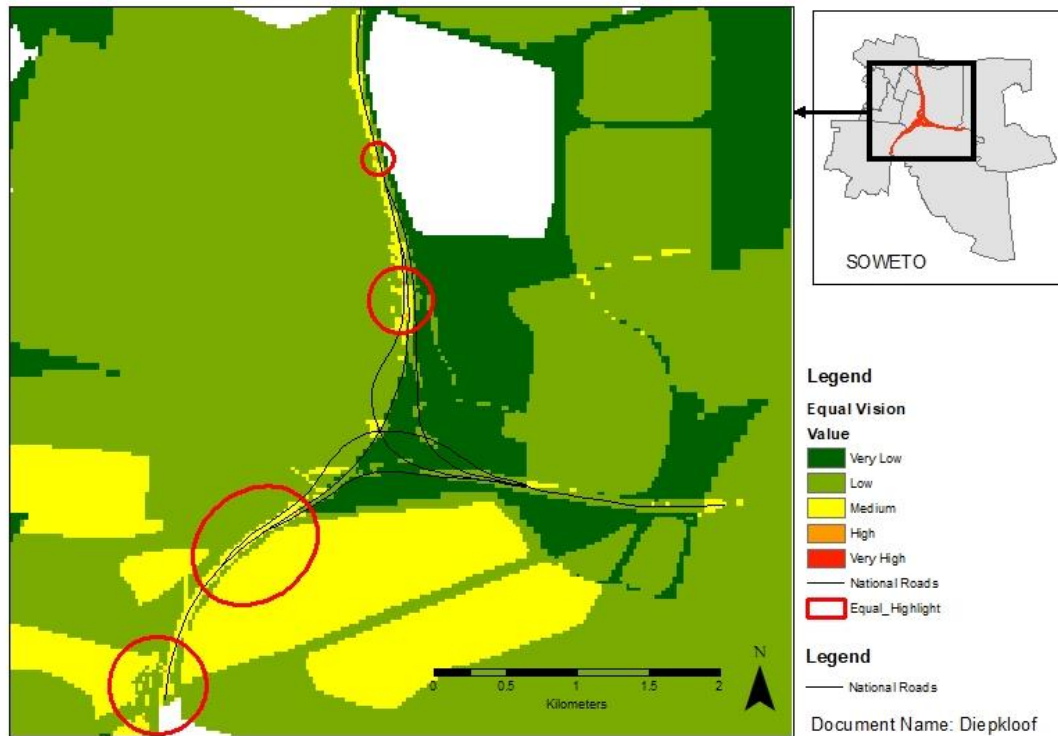 SOWETO
Legend
Equal Vision
Value
Very Low
Low
Medium
High
Very High
National Roads
Equal_Highlight
Legend
National Roads
Document Name: Diepkloof
N
0 0.5 1 1.5 2
Kilometers